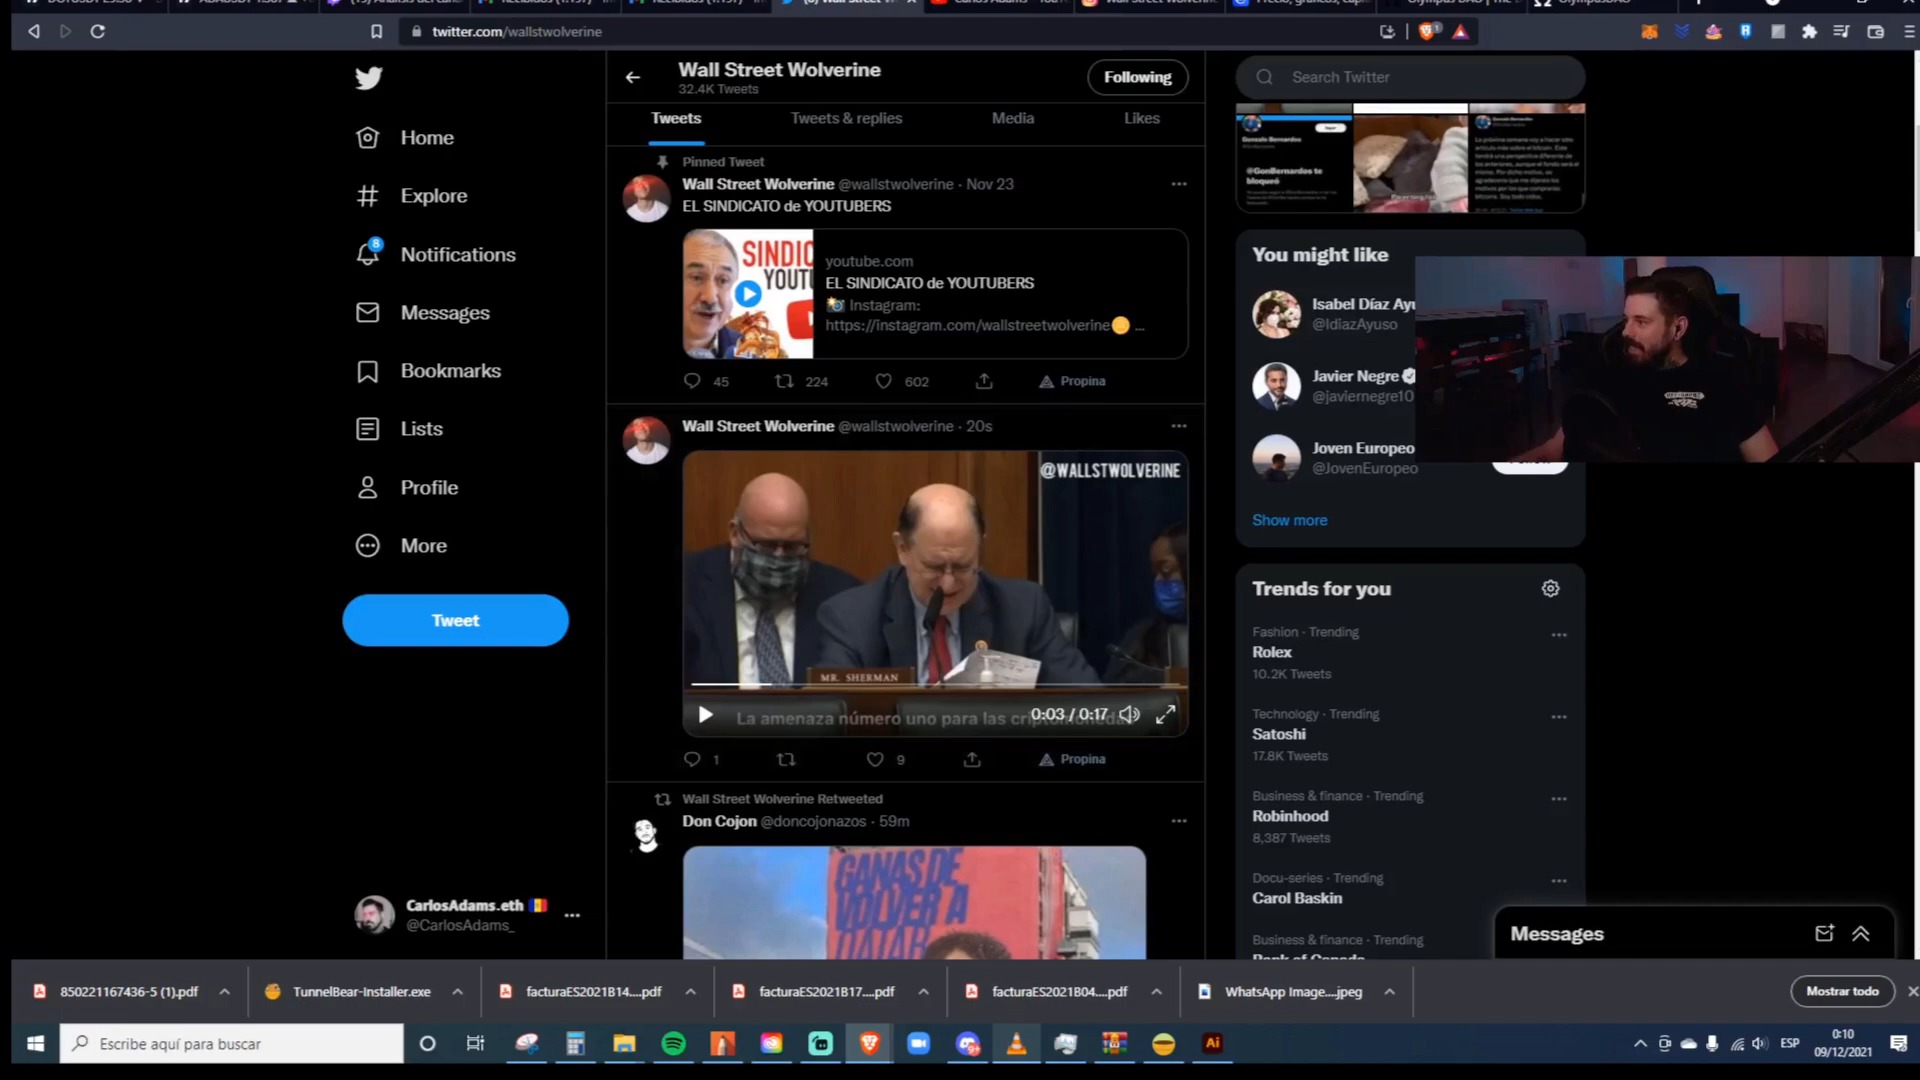 twitter.com/wallstwolverine
Home
Explore
8
Notifications
Messages
Bookmarks
Lists
Profile
More
Tweet
CarlosAdams.eth
@CarlosAdams_
Wall Street Wolverine
32.4K Tweets
Following
Tweets
Tweets & replies
Media
Likes
Pinned Tweet
Wall Street Wolverine @wallstwolverine · Nov 23
EL SINDICATO de YOUTUBERS
youtube.com
EL SINDICATO de YOUTUBERS
Instagram:
https://instagram.com/wallstreetwolverine ...
45
224
602
Propina
Wall Street Wolverine @wallstwolverine · 20s
@WALLSTWOLVERINE
MR. SHERMAN
La amenaza número uno para las
0:03 / 0:17
1
9
Propina
Wall Street Wolverine Retweeted
Don Cojon @doncojonazos · 59m
GANAS DE
VOLVER A
Search Twitter
Gonzalo Bernardos
@GonBernardos te
bloqueó
You might like
Isabel Díaz Ayu
@IdiazAyuso
Javier Negre
@javiernegre10
Joven Europeo
@JovenEuropeo
Show more
Trends for you
Fashion · Trending
Rolex
10.2K Tweets
Technology · Trending
Satoshi
17.8K Tweets
Business & finance · Trending
Robinhood
8,387 Tweets
Docu-series · Trending
Carol Baskin
Business & finance · Trending
Messages
850221167436-5 (1).pdf
TunnelBear-Installer.exe
facturaES2021B14....pdf
facturaES2021B17....pdf
facturaES2021B04....pdf
WhatsApp Image....jpeg
Mostrar todo
Escribe aquí para buscar
Ai
ESP
0:10
09/12/2021